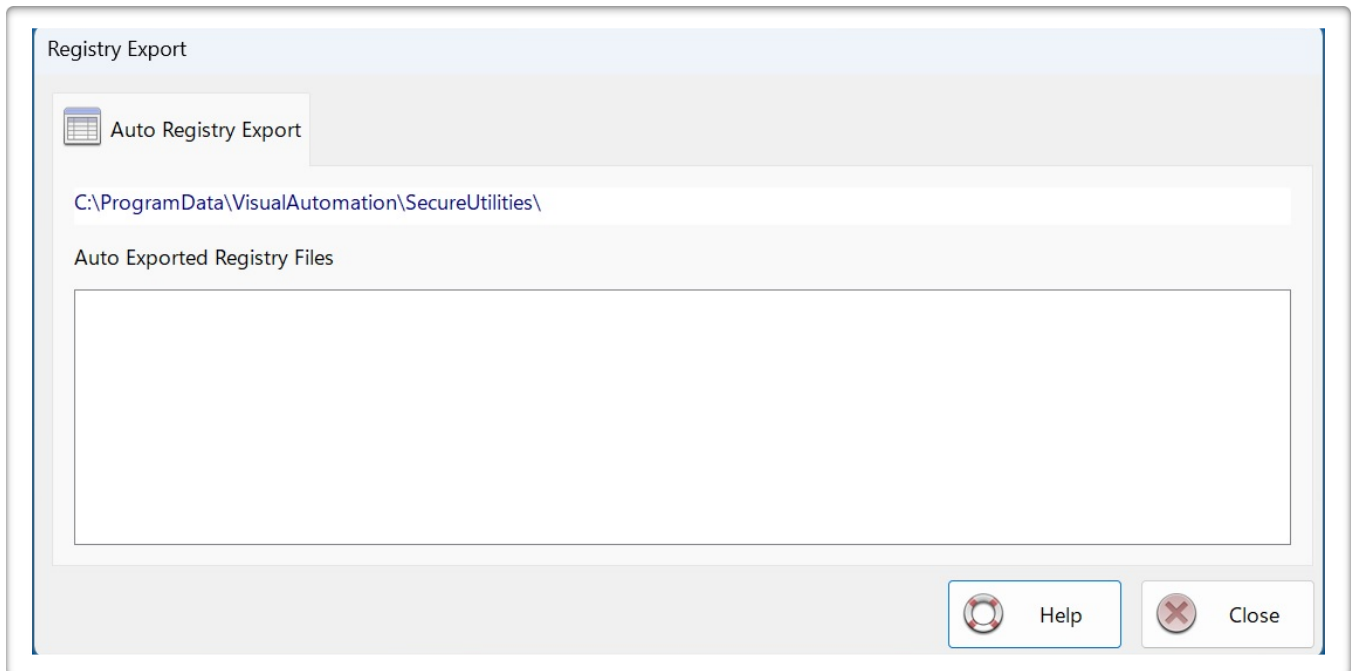 Registry Export
Auto Registry Export
C:\ProgramData\VisualAutomation\SecureUtilities\
Auto Exported Registry Files
Help
Close